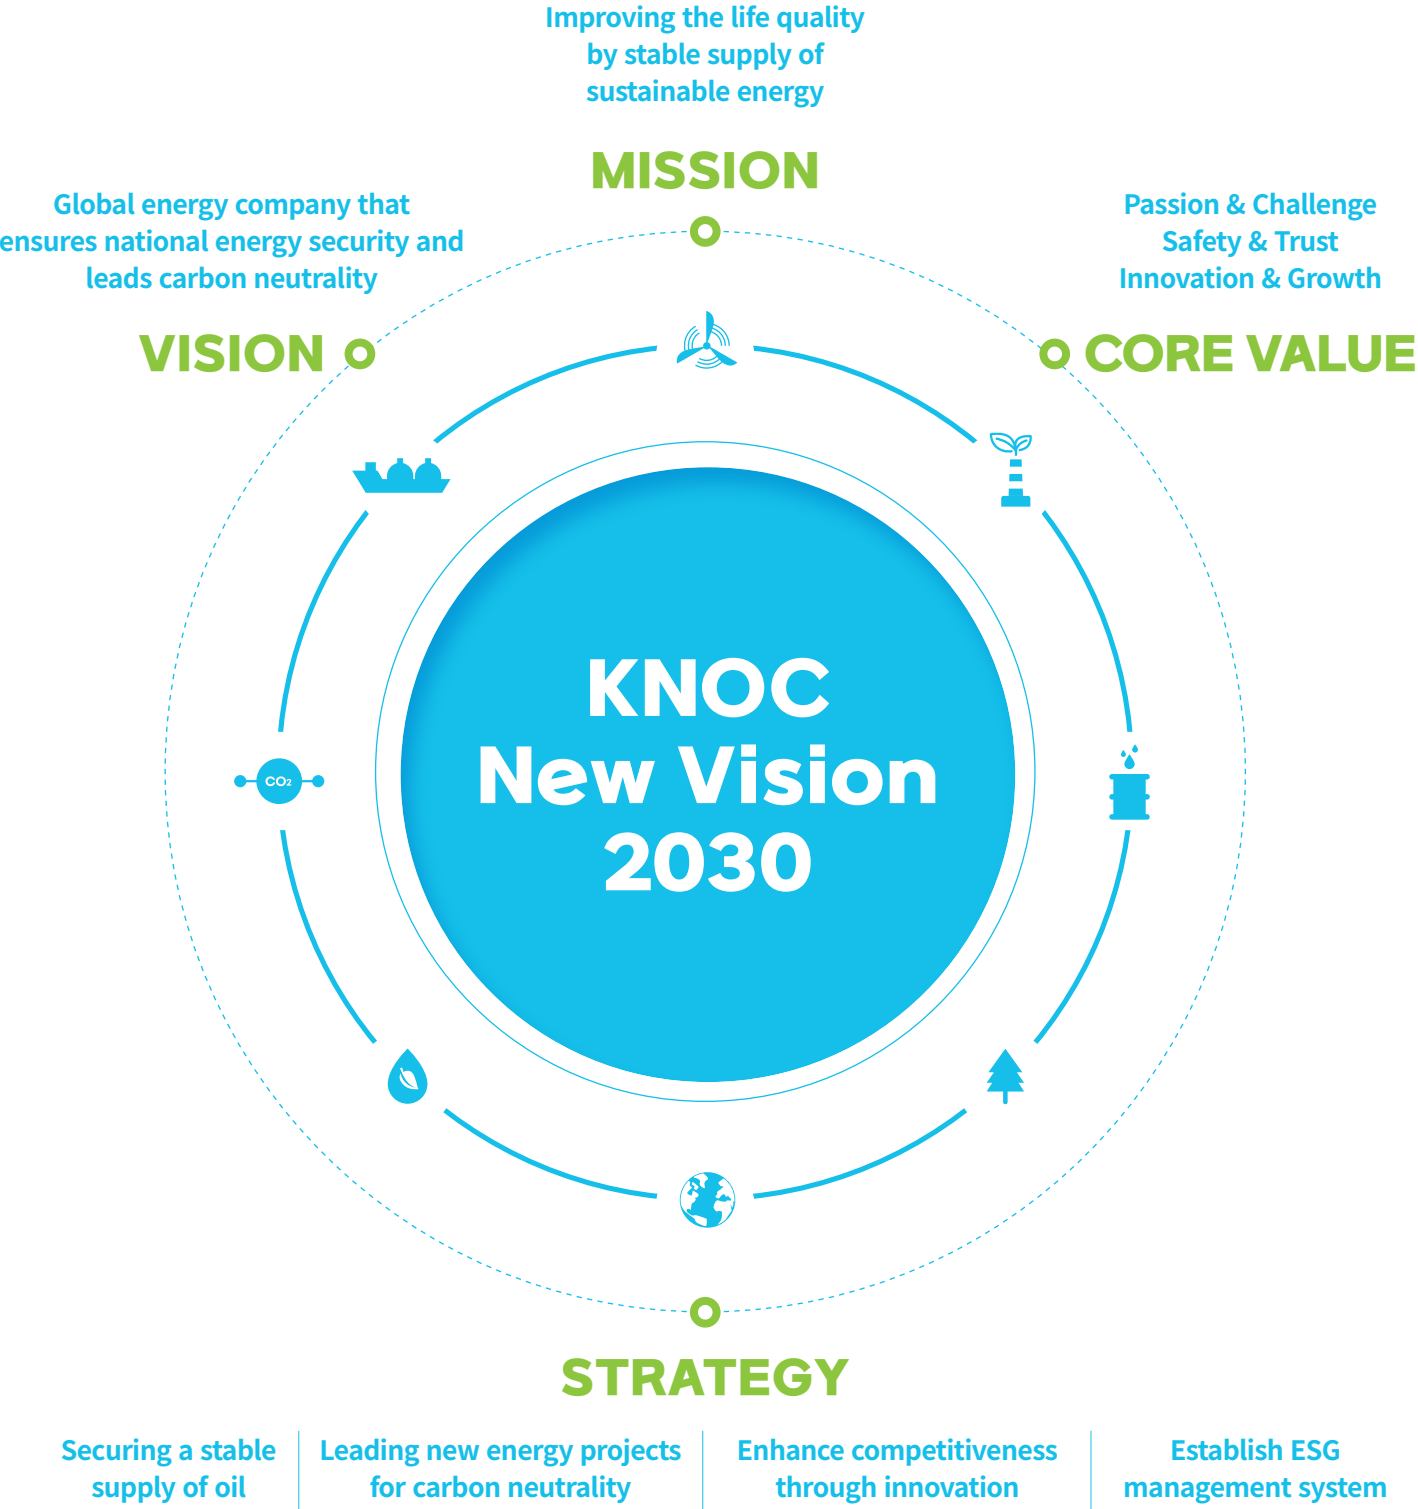 Improving the life quality
by stable supply of
sustainable energy
MISSION
Global energy company that
ensures national energy security and
leads carbon neutrality
VISION
Passion & Challenge
Safety & Trust
Innovation & Growth
CORE VALUE
KNOC
New Vision
2030
CO2
STRATEGY
Securing a stable
supply of oil
Leading new energy projects
for carbon neutrality
Enhance competitiveness
through innovation
Establish ESG
management system